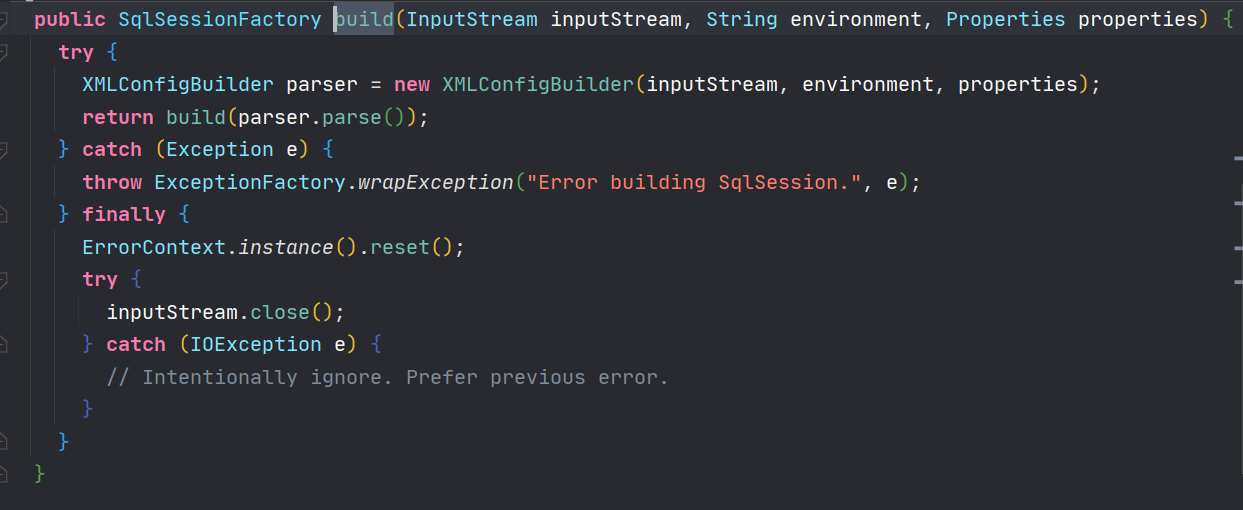 public SqlSessionFactory build(InputStream inputStream, String environment, Properties properties) {
  try {
    XMLConfigBuilder parser = new XMLConfigBuilder(inputStream, environment, properties);
    return build(parser.parse());
  } catch (Exception e) {
    throw ExceptionFactory.wrapException("Error building SqlSession.", e);
  } finally {
    ErrorContext.instance().reset();
    try {
      inputStream.close();
    } catch (IOException e) {
      // Intentionally ignore. Prefer previous error.
    }
  }
}